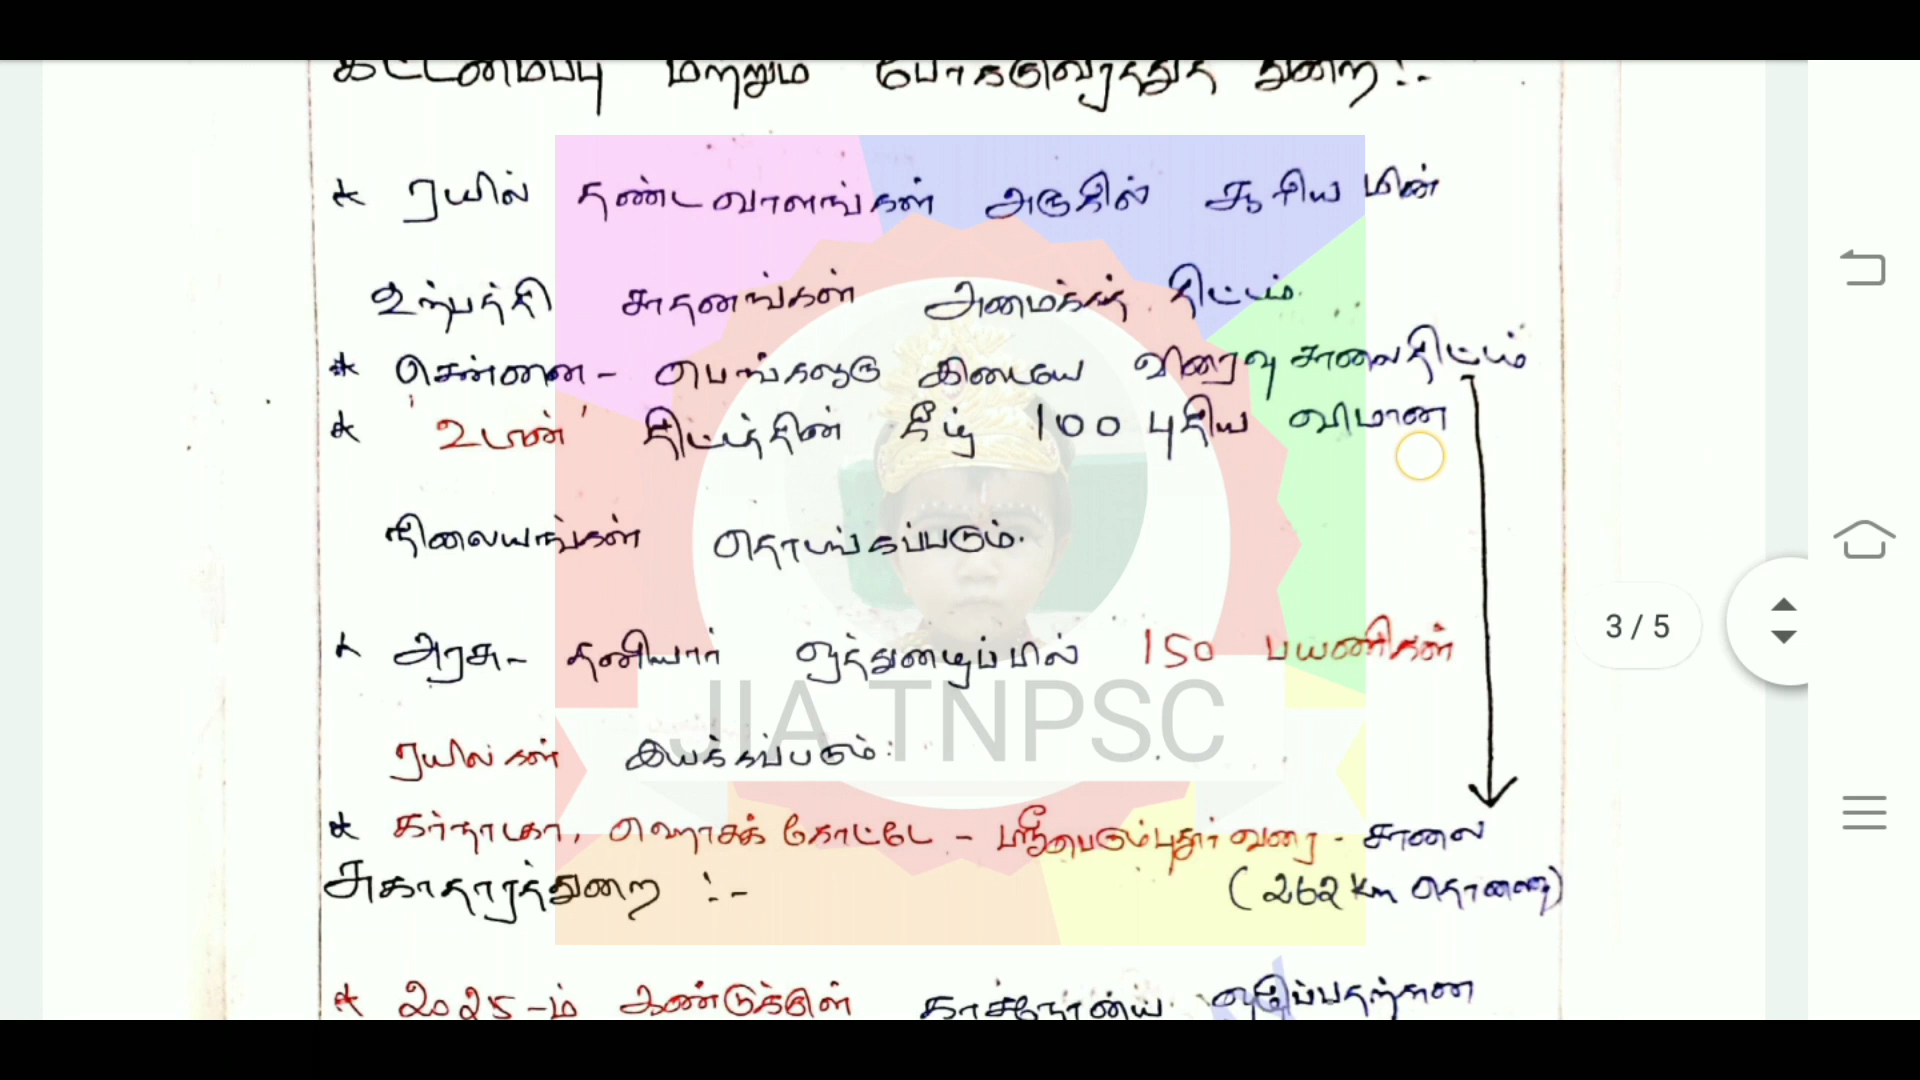 கட்டமைப்பு மற்றும் போக்குவரத்துத் துறை :-
* ரயில் தண்டவாளங்கள் அருகில் சூரிய மின்
உற்பத்தி சாதனங்கள் அமைக்கத் திட்டம்.
* சென்னை - பெங்களூரு இடையே விரைவு சாலை திட்டம்
* 'உடான்' திட்டத்தின் கீழ் 100 புதிய விமான
நிலையங்கள் தொடங்கப்படும்.
3 / 5
* அரசு - தனியார் ஒத்துழைப்பில் 150 பயணிகள்
JIA TNPSC
ரயில்கள் இயக்கப்படும்.
* கர்நாடகா, ஹொசக் கோட்டே - ஸ்ரீபெரும்புதூர் வரை - சாலை
(262 km தொலைவு)
சுகாதாரத்துறை :-
* 2025-ம் ஆண்டுக்குள் காசநோயை ஒழிப்பதற்கான